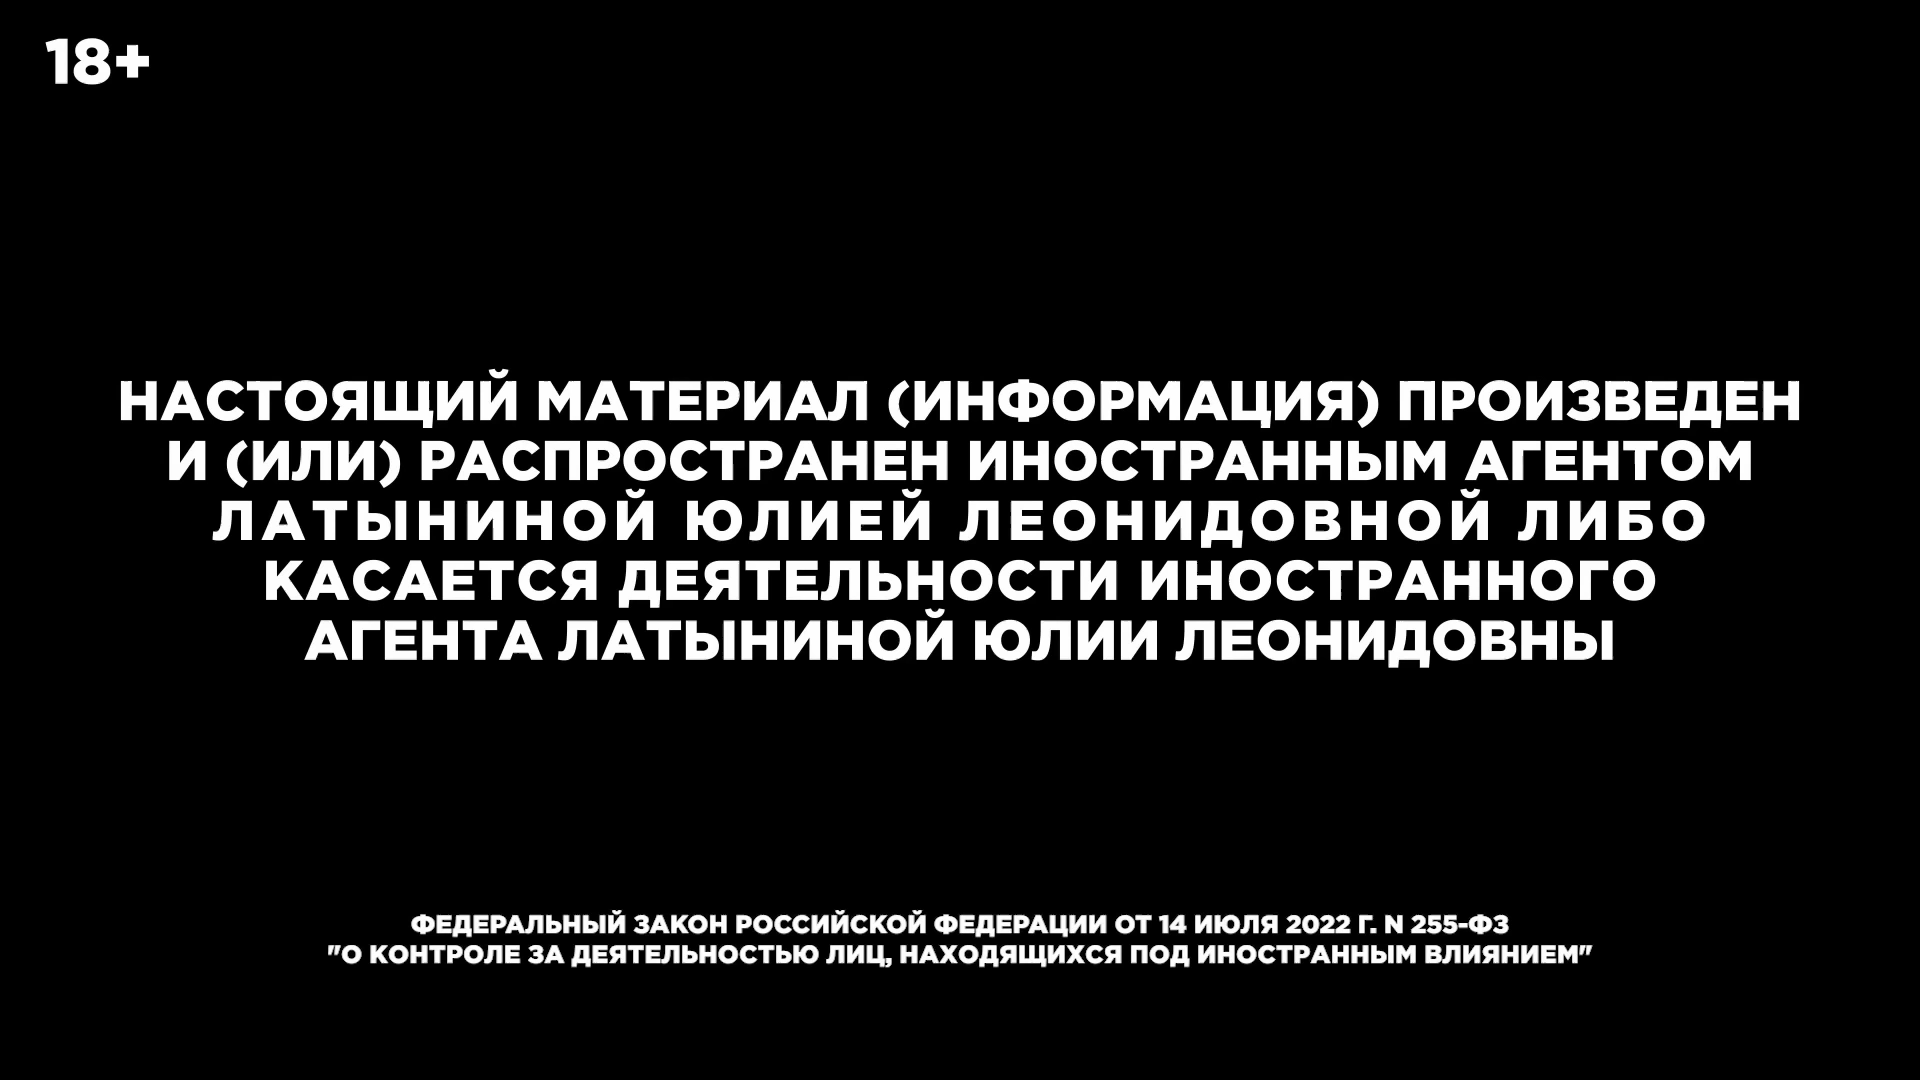 18+
НАСТОЯЩИЙ МАТЕРИАЛ (ИНФОРМАЦИЯ) ПРОИЗВЕДЕН
И (ИЛИ) РАСПРОСТРАНЕН ИНОСТРАННЫМ АГЕНТОМ
ЛАТЫНИНОЙ ЮЛИЕЙ ЛЕОНИДОВНОЙ ЛИБО
КАСАЕТСЯ ДЕЯТЕЛЬНОСТИ ИНОСТРАННОГО
АГЕНТА ЛАТЫНИНОЙ ЮЛИИ ЛЕОНИДОВНЫ
ФЕДЕРАЛЬНЫЙ ЗАКОН РОССИЙСКОЙ ФЕДЕРАЦИИ ОТ 14 ИЮЛЯ 2022 Г. N 255-ФЗ
"О КОНТРОЛЕ ЗА ДЕЯТЕЛЬНОСТЬЮ ЛИЦ, НАХОДЯЩИХСЯ ПОД ИНОСТРАННЫМ ВЛИЯНИЕМ"